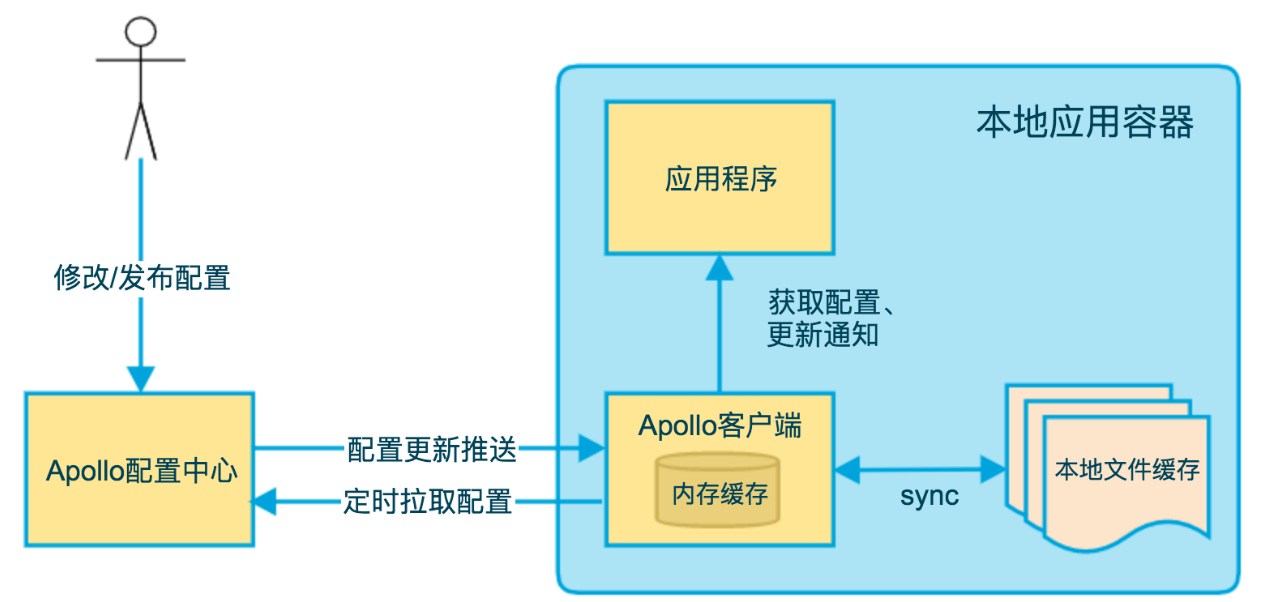 本地应用容器
应用程序
修改/发布配置
获取配置、
更新通知
Apollo配置中心
配置更新推送
定时拉取配置
Apollo客户端
内存缓存
sync
本地文件缓存